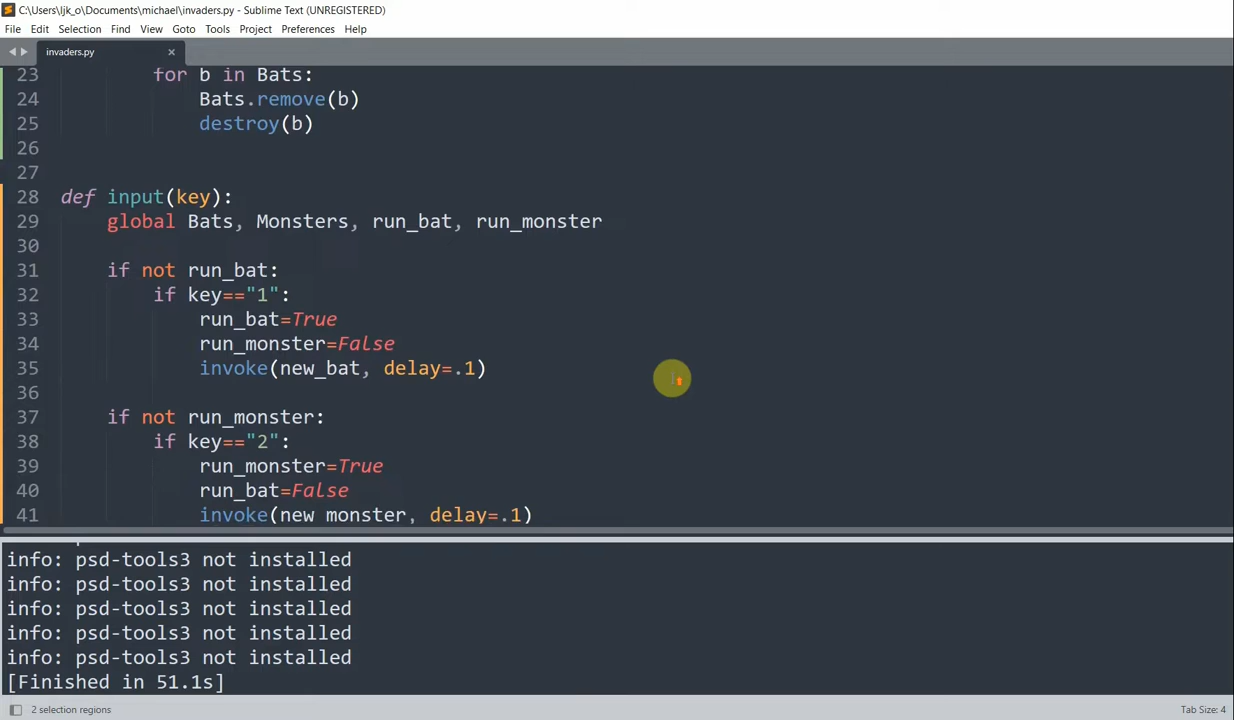 C:\Users\ljk_o\Documents\michael\invaders.py - Sublime Text (UNREGISTERED)
File Edit Selection Find View Goto Tools Project Preferences Help
invaders.py
23 for b in Bats:
24 Bats.remove(b)
25 destroy(b)
26
27
28 def input(key):
29 global Bats, Monsters, run_bat, run_monster
30
31 if not run_bat:
32 if key=="1":
33 run_bat=True
34 run_monster=False
35 invoke(new_bat, delay=.1)
36
37 if not run_monster:
38 if key=="2":
39 run_monster=True
40 run_bat=False
41 invoke(new monster, delay=.1)
info: psd-tools3 not installed
info: psd-tools3 not installed
info: psd-tools3 not installed
info: psd-tools3 not installed
info: psd-tools3 not installed
[Finished in 51.1s]
2 selection regions
Tab Size: 4